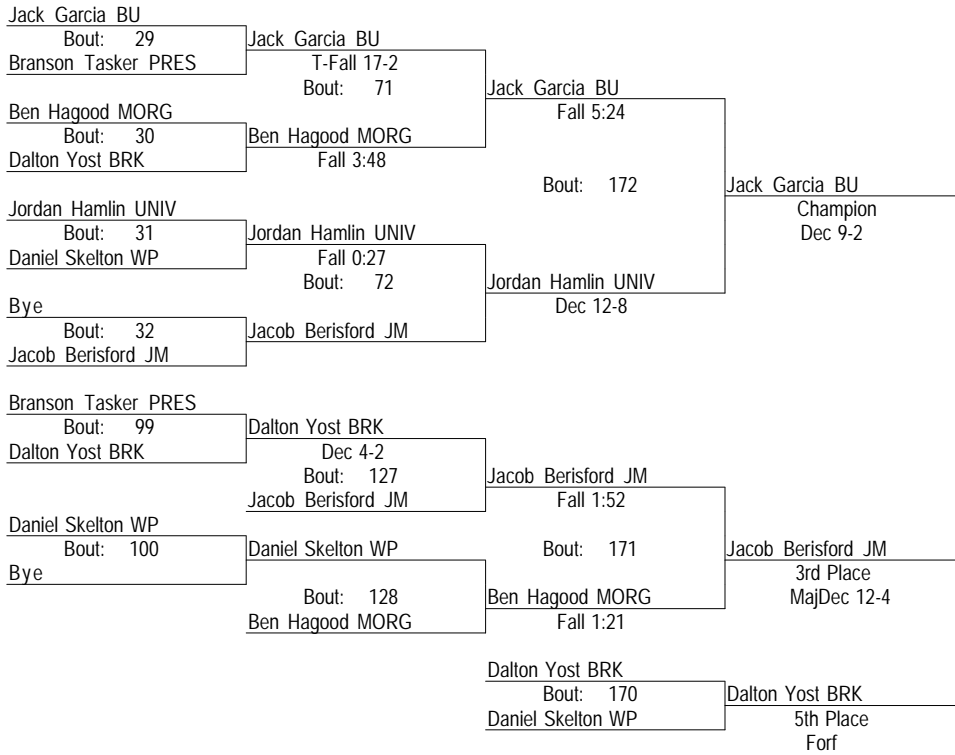 Jack Garcia BU
Bout: 29
Branson Tasker PRES
Jack Garcia BU
T-Fall 17-2
Bout: 71
Ben Hagood MORG
Bout: 30
Dalton Yost BRK
Ben Hagood MORG
Fall 3:48
Jack Garcia BU
Fall 5:24
Bout: 172
Jordan Hamlin UNIV
Bout: 31
Daniel Skelton WP
Jordan Hamlin UNIV
Fall 0:27
Bout: 72
Bye
Bout: 32
Jacob Berisford JM
Jacob Berisford JM
Jordan Hamlin UNIV
Dec 12-8
Jack Garcia BU
Champion
Dec 9-2
Branson Tasker PRES
Bout: 99
Dalton Yost BRK
Dalton Yost BRK
Dec 4-2
Bout: 127
Jacob Berisford JM
Jacob Berisford JM
Fall 1:52
Daniel Skelton WP
Bout: 100
Bye
Daniel Skelton WP
Bout: 128
Ben Hagood MORG
Bout: 171
Ben Hagood MORG
Fall 1:21
Jacob Berisford JM
3rd Place
MajDec 12-4
Dalton Yost BRK
Bout: 170
Daniel Skelton WP
Dalton Yost BRK
5th Place
Forf